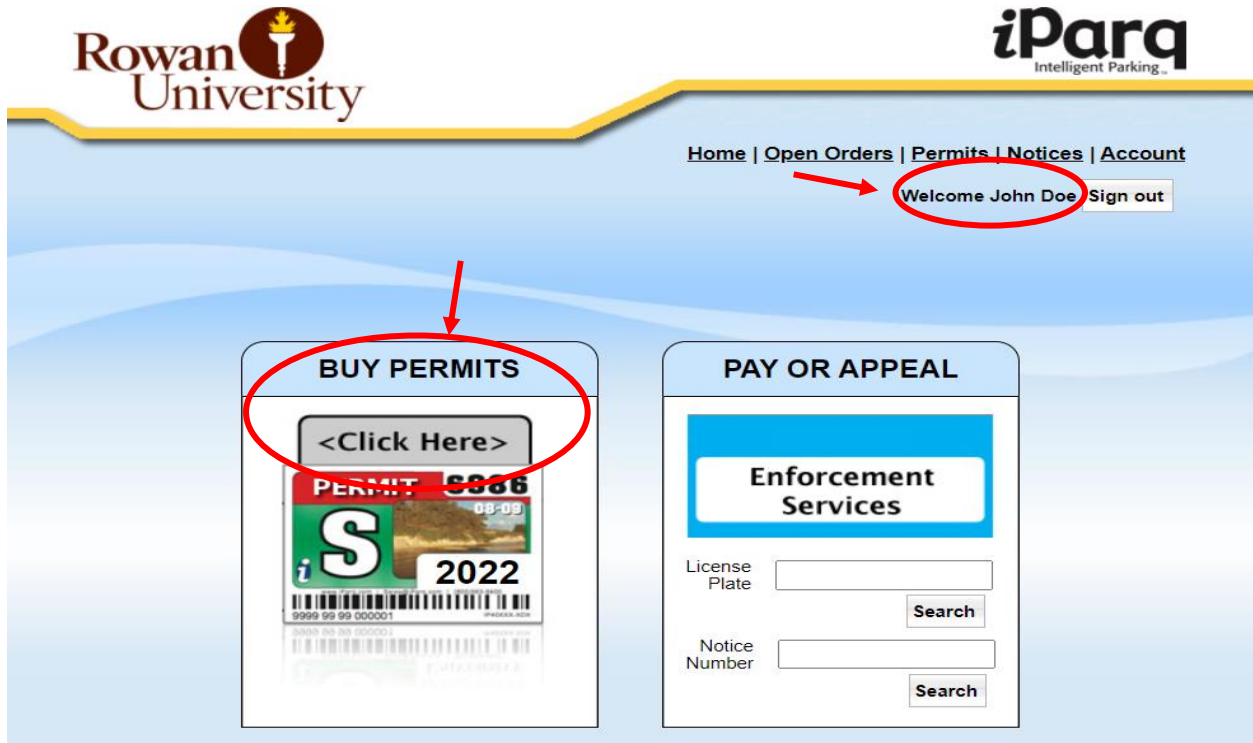 Rowan
University
iParq
Intelligent Parking
Home | Open Orders | Permits | Notices | Account
Welcome John Doe Sign out
BUY PERMITS
<Click Here>
PERMIT
08-09
S
i
2022
9999 99 99 000001
PAY OR APPEAL
Enforcement
Services
License
Plate
Search
Notice
Number
Search